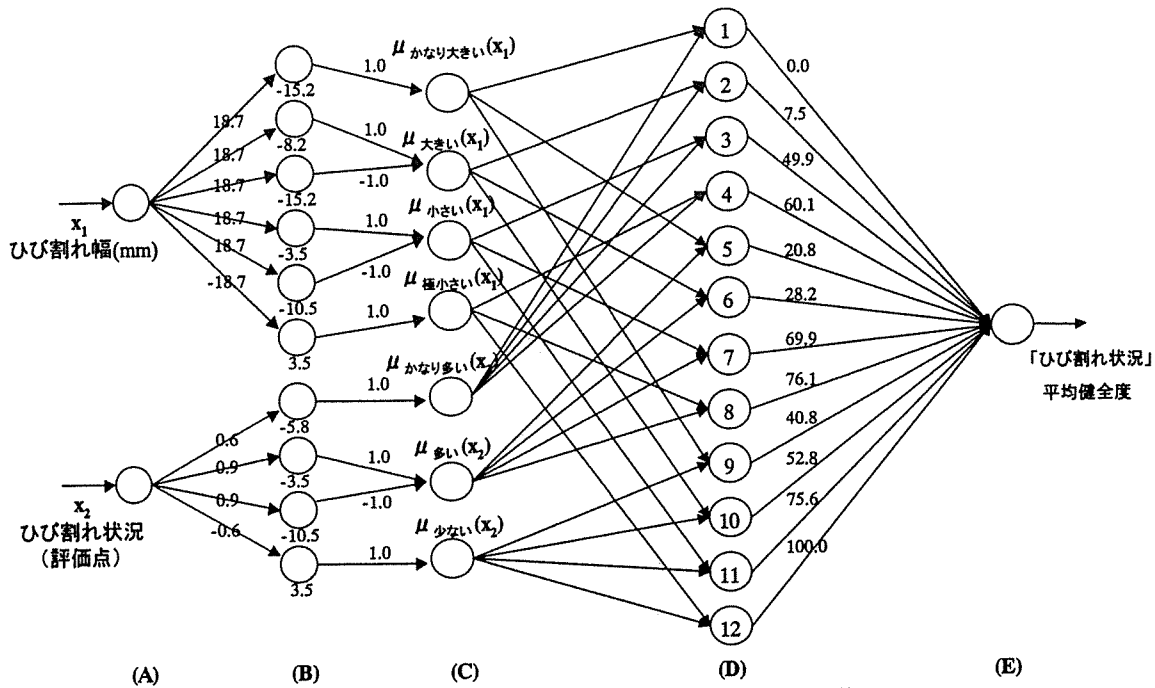 x1
ひび割れ幅(mm)
x2
ひび割れ状況
（評価点）
18.7
18.7
18.7
18.7
18.7
-18.7
0.6
0.9
0.9
-0.6
-15.2
-8.2
-15.2
-3.5
-10.5
3.5
-5.8
-3.5
-10.5
3.5
1.0
1.0
-1.0
1.0
-1.0
1.0
1.0
1.0
-1.0
1.0
μかなり大きい(x1)
μ大きい(x1)
μ小さい(x1)
μ極小さい(x1)
μかなり多い(x2)
μ多い(x2)
μ少ない(x2)
1
2
3
4
5
6
7
8
9
10
11
12
0.0
7.5
49.9
60.1
20.8
28.2
69.9
76.1
40.8
52.8
75.6
100.0
「ひび割れ状況」
平均健全度
(A)
(B)
(C)
(D)
(E)